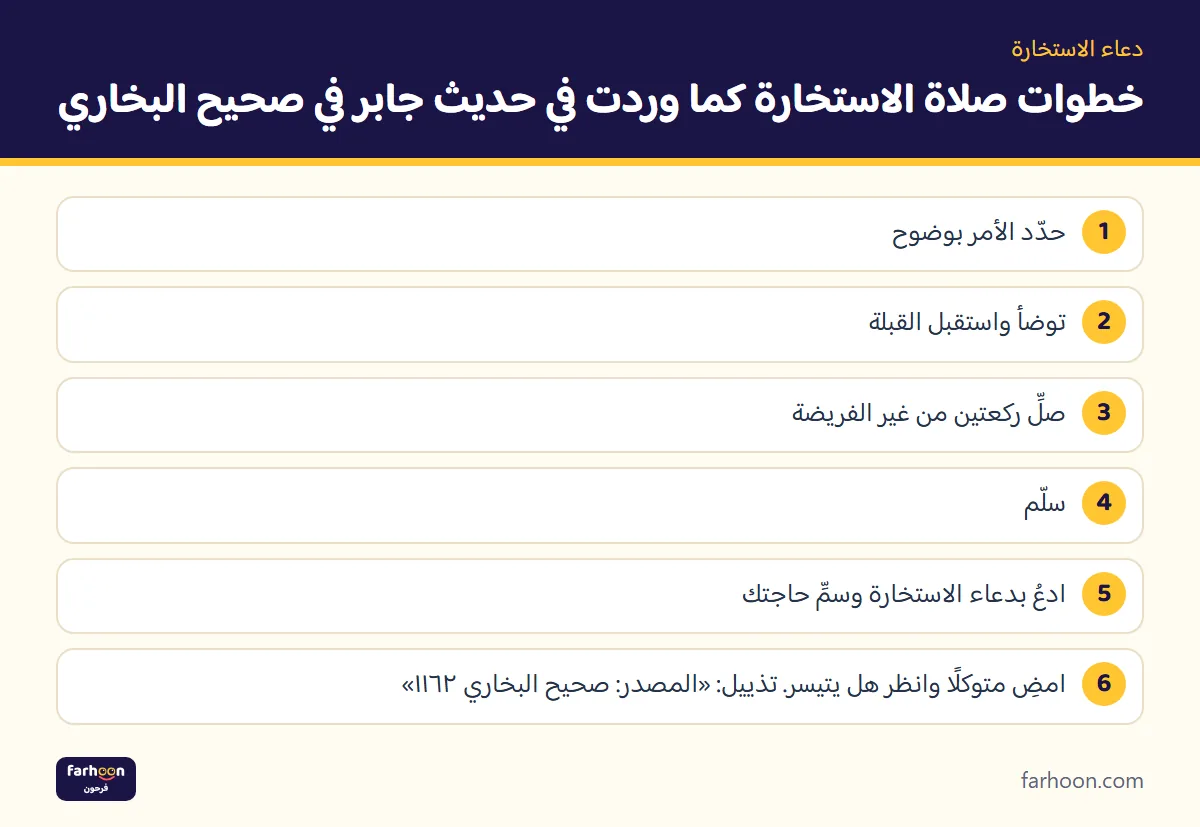 دعاء الاستخارة
خطوات صلاة الاستخارة كما وردت في حديث جابر في صحيح البخاري
1 حدّد الأمر بوضوح
2 توضأ واستقبل القبلة
3 صلِّ ركعتين من غير الفريضة
4 سلّم
5 ادعُ بدعاء الاستخارة وسمِّ حاجتك
6 امضِ متوكلًا وانظر هل يتيسر. تذييل: «المصدر: صحيح البخاري ١١٦٢»
farhoon.com
farhoon
فرحون